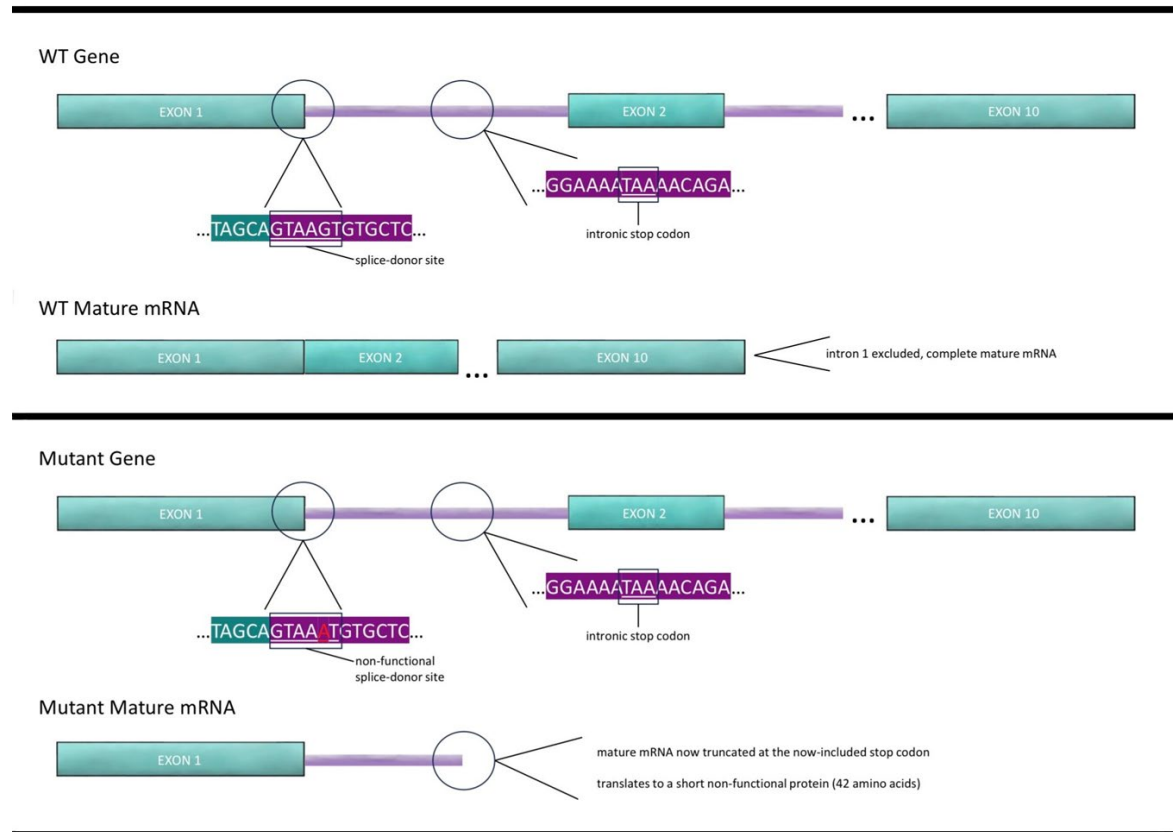 WT Gene
EXON 1
EXON 2
...
EXON 10
...GGAAAATAAAACAGA...
intronic stop codon
...TAGCAGTAAGTGTGCTC...
splice-donor site
WT Mature mRNA
EXON 1
EXON 2
...
EXON 10
intron 1 excluded, complete mature mRNA
Mutant Gene
EXON 1
EXON 2
...
EXON 10
...GGAAAATAAAACAGA...
intronic stop codon
...TAGCAGTAAATGTGCTC...
non-functional
splice-donor site
Mutant Mature mRNA
EXON 1
mature mRNA now truncated at the now-included stop codon
translates to a short non-functional protein (42 amino acids)